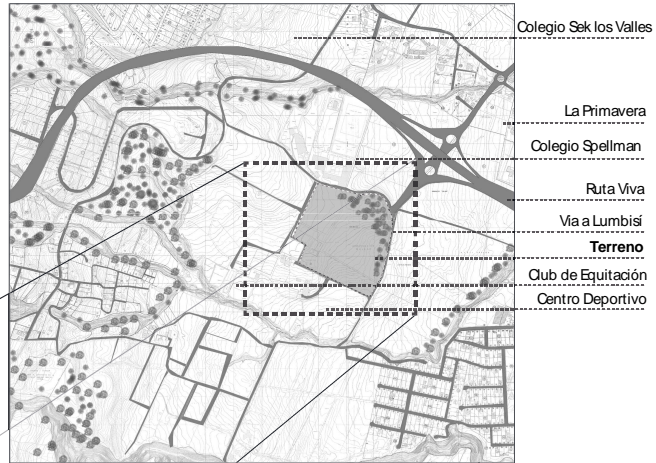 Colegio Sek los Valles
La Primavera
Colegio Spellman
Ruta Viva
Via a Lumbisí
Terreno
Club de Equitación
Centro Deportivo